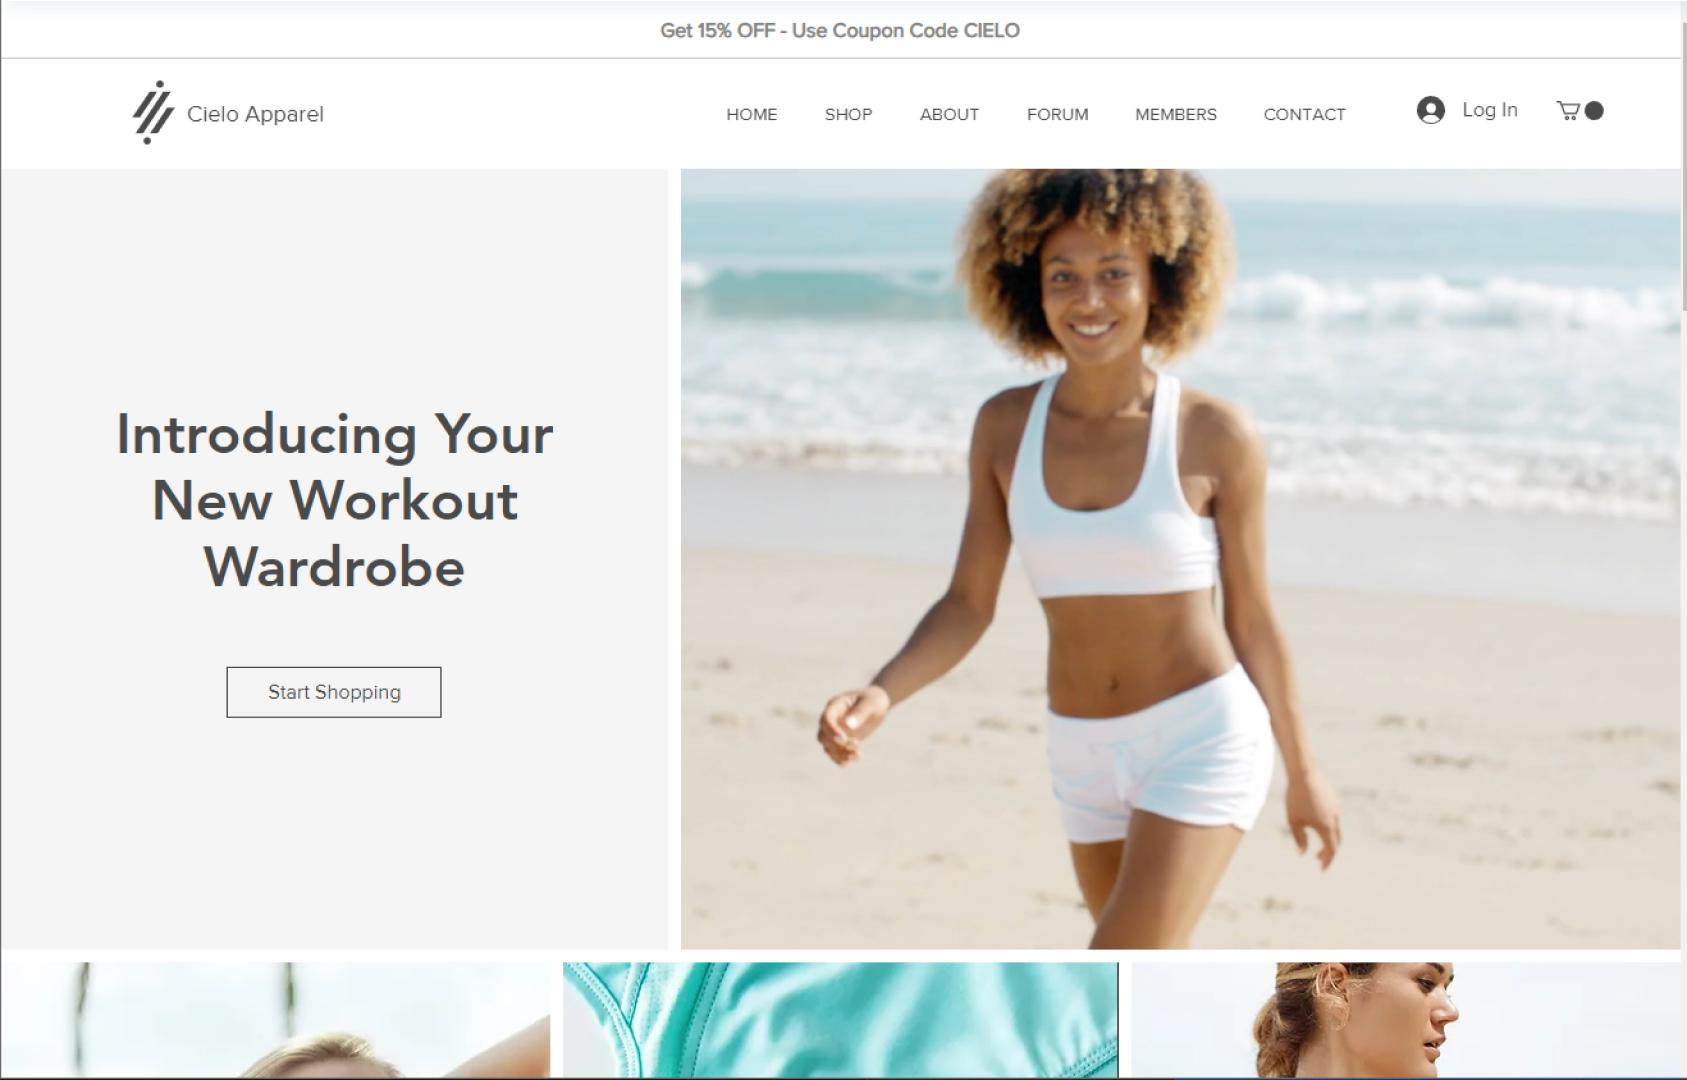 Get 15% OFF - Use Coupon Code CIELO
Cielo Apparel
HOME SHOP ABOUT FORUM MEMBERS CONTACT Log In
Introducing Your
New Workout
Wardrobe
Start Shopping